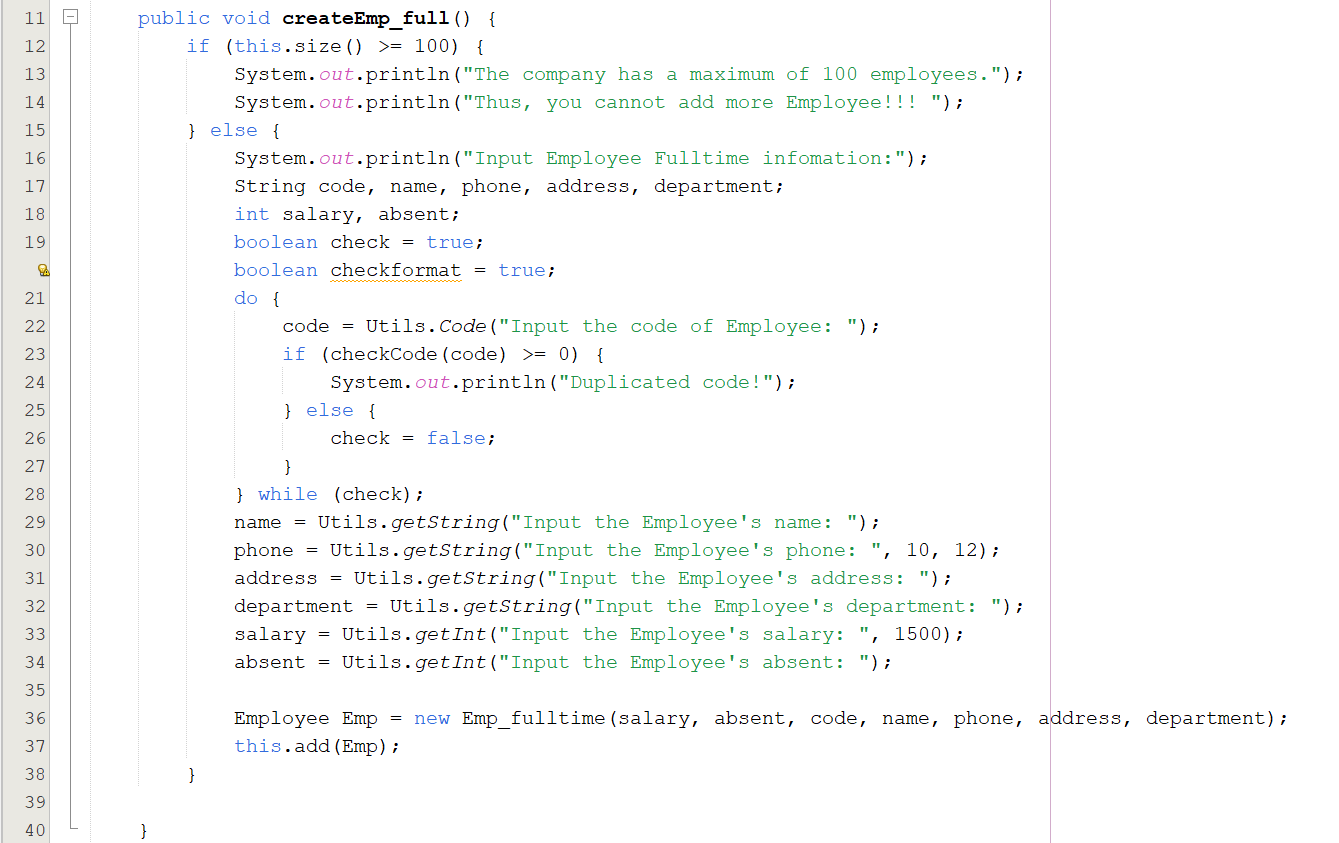 11 public void createEmp_full() {
12 if (this.size() >= 100) {
13 System.out.println("The company has a maximum of 100 employees.");
14 System.out.println("Thus, you cannot add more Employee!!! ");
15 } else {
16 System.out.println("Input Employee Fulltime infomation:");
17 String code, name, phone, address, department;
18 int salary, absent;
19 boolean check = true;
boolean checkformat = true;
21 do {
22 code = Utils.Code("Input the code of Employee: ");
23 if (checkCode(code) >= 0) {
24 System.out.println("Duplicated code!");
25 } else {
26 check = false;
27 }
28 } while (check);
29 name = Utils.getString("Input the Employee's name: ");
30 phone = Utils.getString("Input the Employee's phone: ", 10, 12);
31 address = Utils.getString("Input the Employee's address: ");
32 department = Utils.getString("Input the Employee's department: ");
33 salary = Utils.getInt("Input the Employee's salary: ", 1500);
34 absent = Utils.getInt("Input the Employee's absent: ");
35
36 Employee Emp = new Emp_fulltime(salary, absent, code, name, phone, address, department);
37 this.add(Emp);
38 }
39
40 }